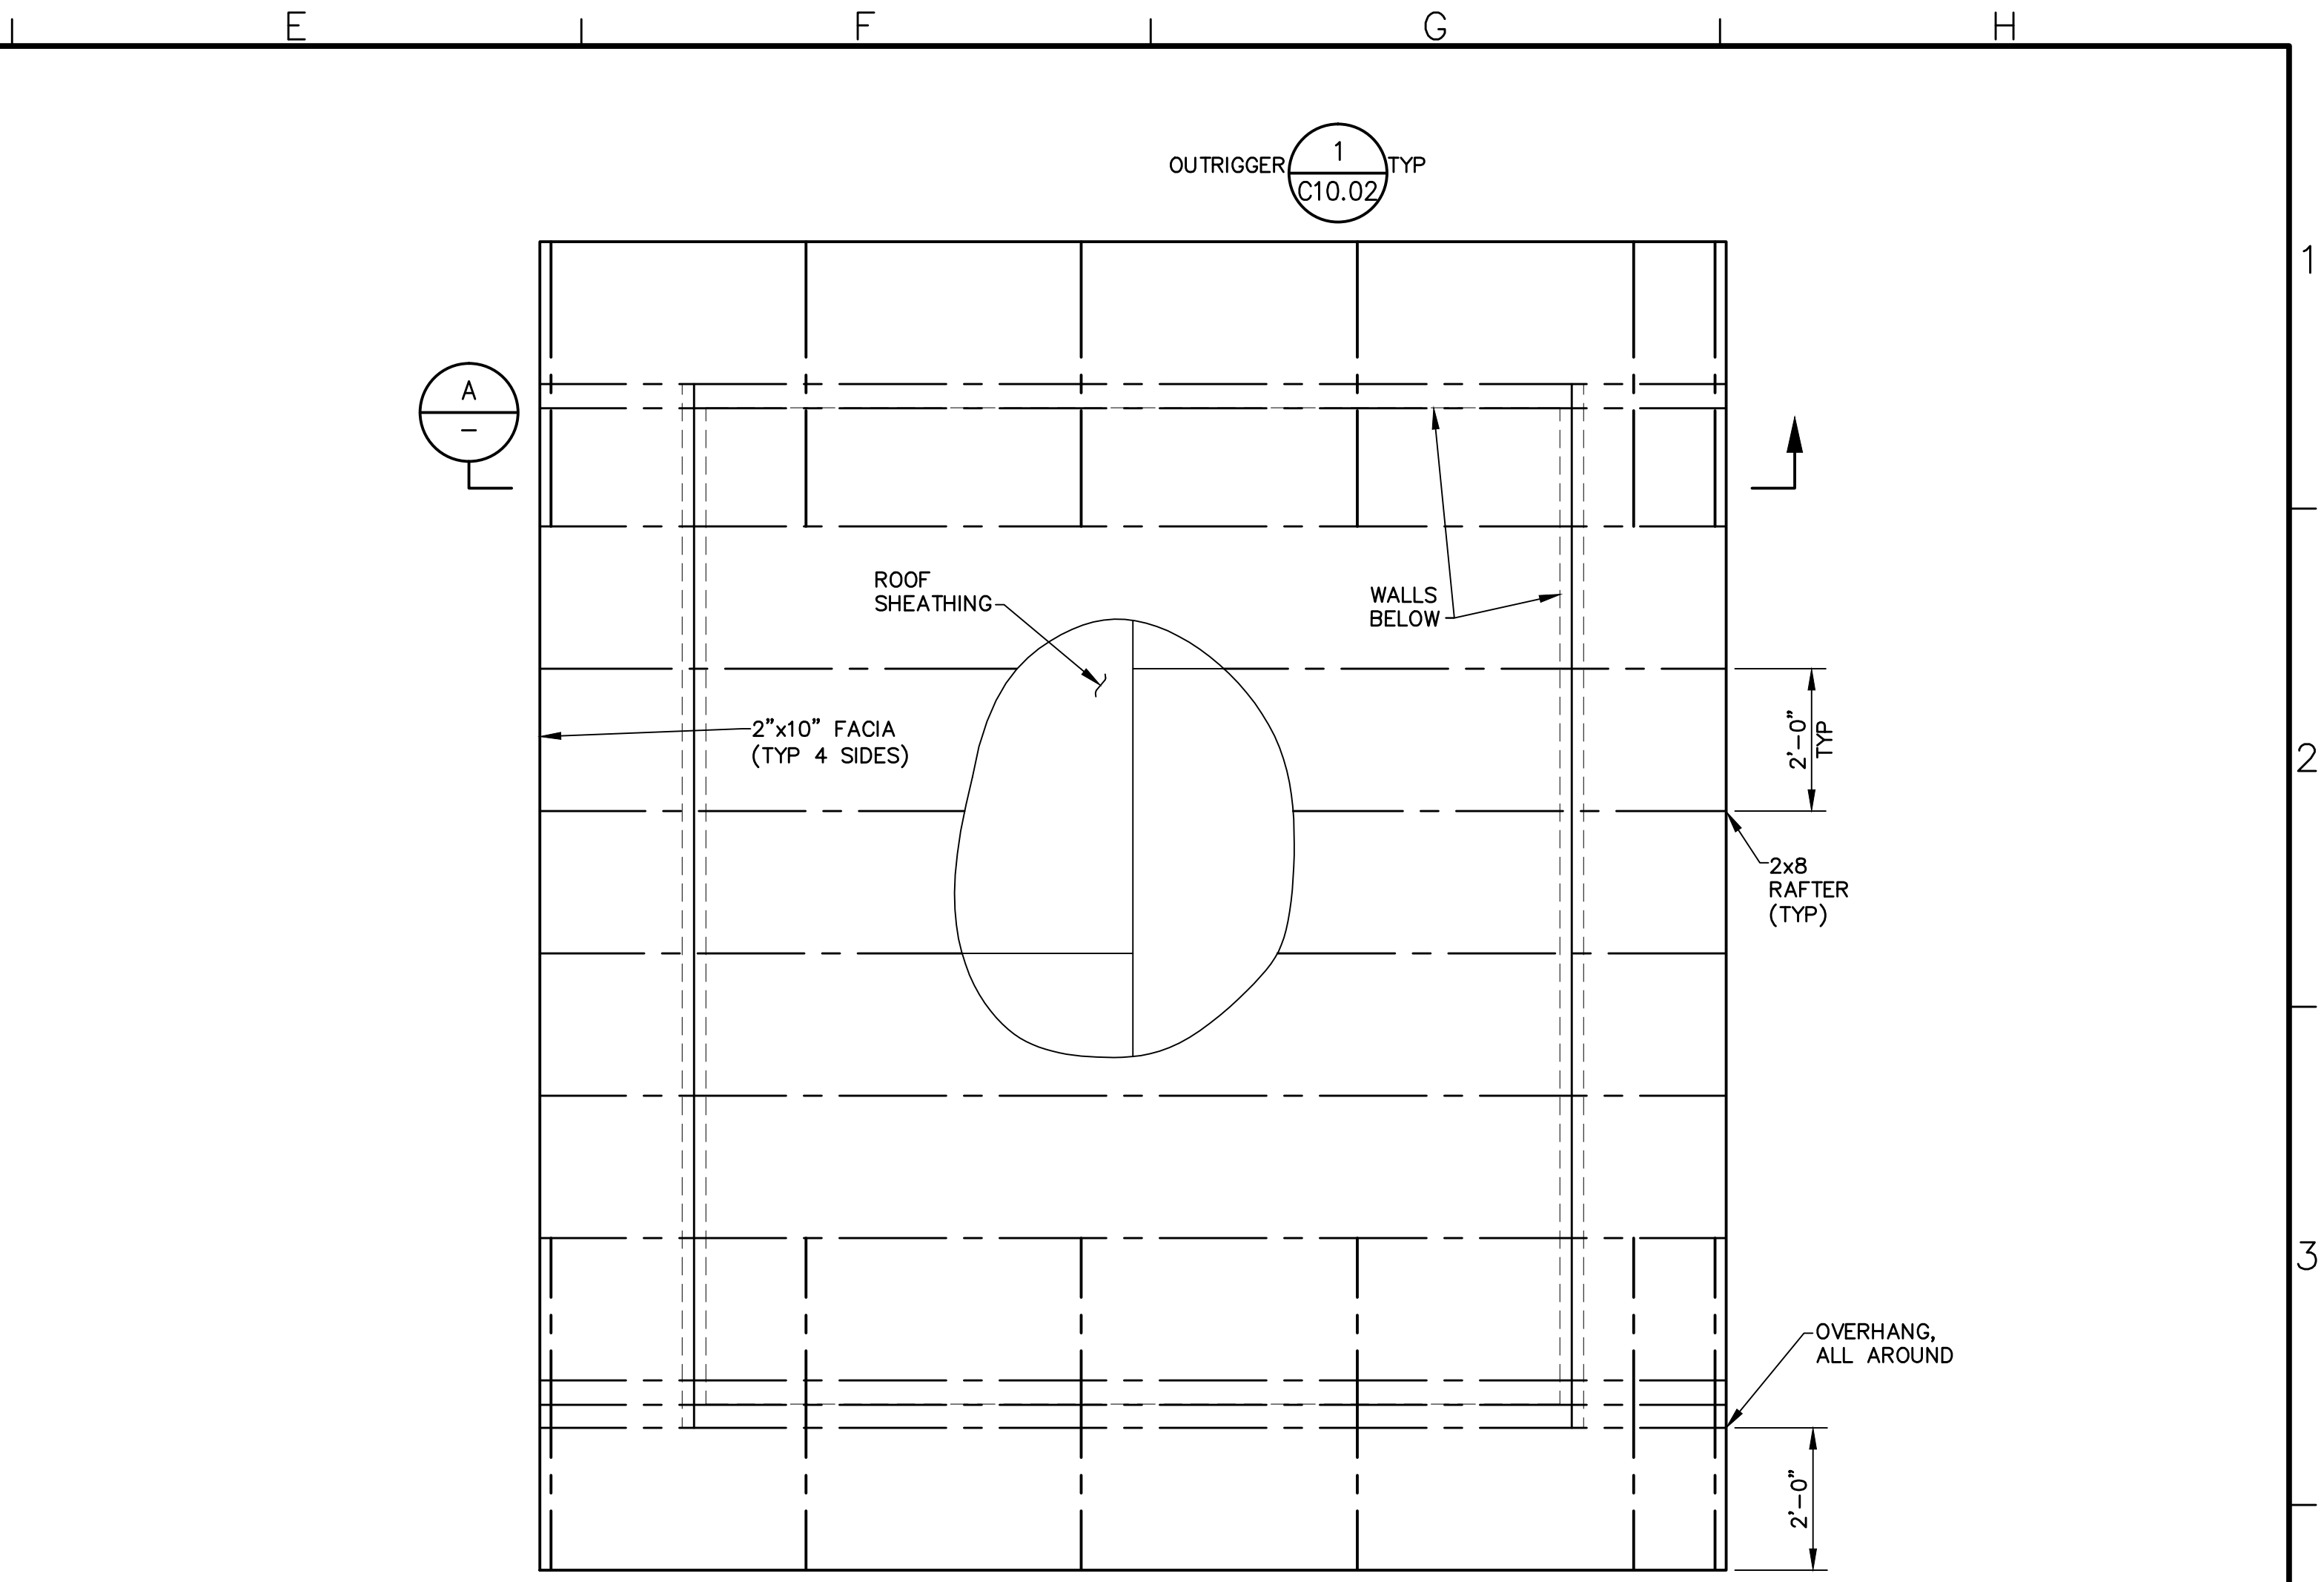 E
F
G
H
OUTRIGGER
1
C10.02
TYP
1
A
-
ROOF
SHEATHING
WALLS
BELOW
2"x10" FACIA
(TYP 4 SIDES)
2'-0"
TYP
2
2x8
RAFTER
(TYP)
3
OVERHANG,
ALL AROUND
2'-0"